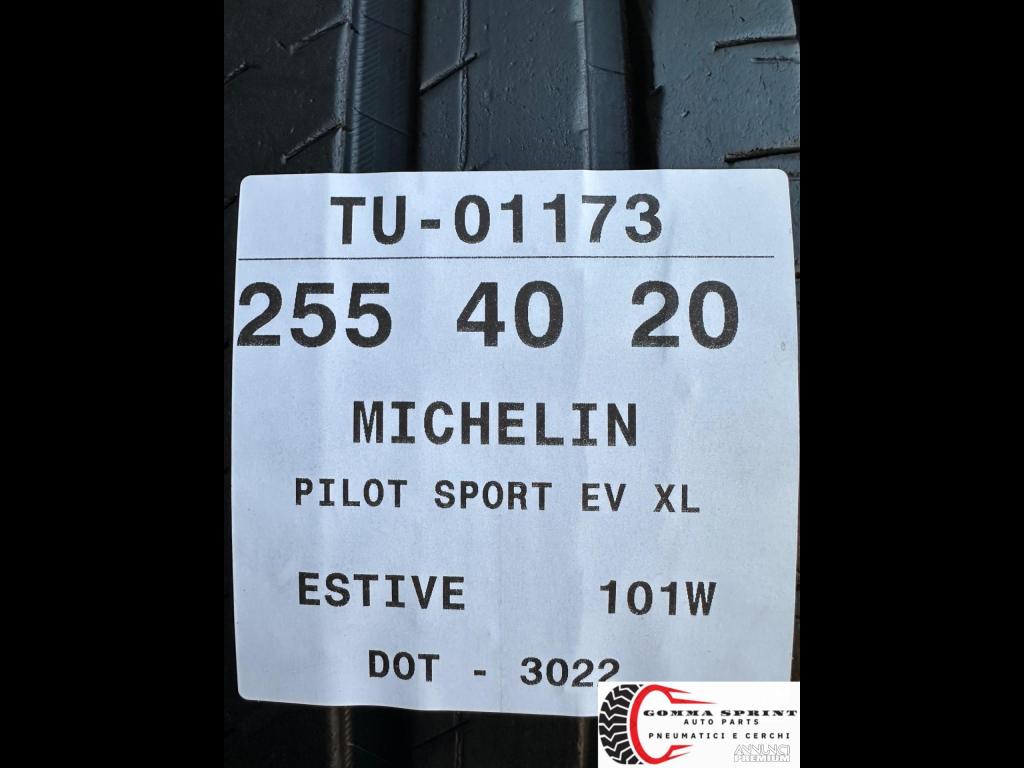 TU-01173
255 40 20
MICHELIN
PILOT SPORT EV XL
ESTIVE 101W
DOT - 3022
GOMMA SPRINT
AUTO PARTS
PNEUMATICI E CERCHI
ANNUNCI
PREMIUM